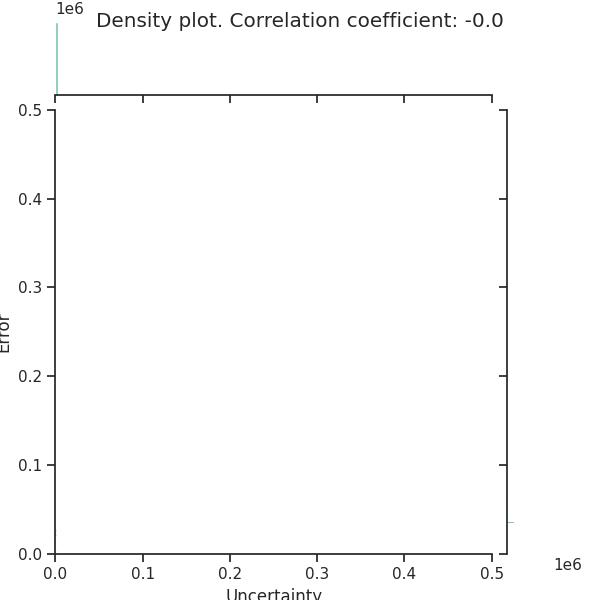 1e6
Density plot. Correlation coefficient: -0.0
0.5
0.4
0.3
Error
0.2
0.1
0.0
0.0 0.1 0.2 0.3 0.4 0.5
1e6
Uncertainty